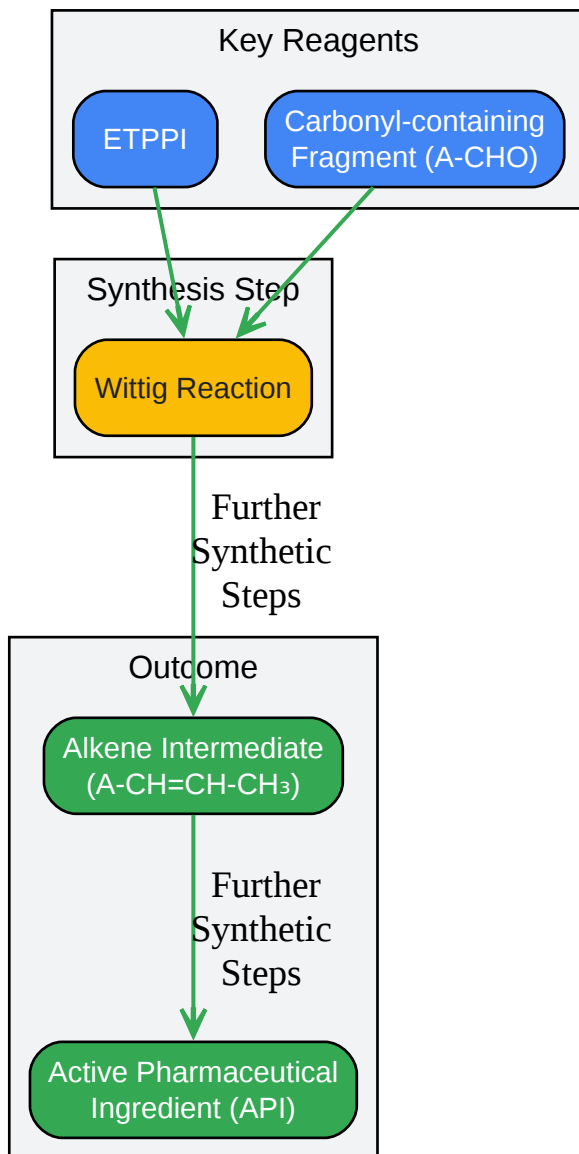 Key Reagents
ETPPI
Carbonyl-containing
Fragment (A-CHO)
Synthesis Step
Wittig Reaction
Further
Synthetic
Steps
Outcome
Alkene Intermediate
(A-CH=CH-CH₃)
Further
Synthetic
Steps
Active Pharmaceutical
Ingredient (API)